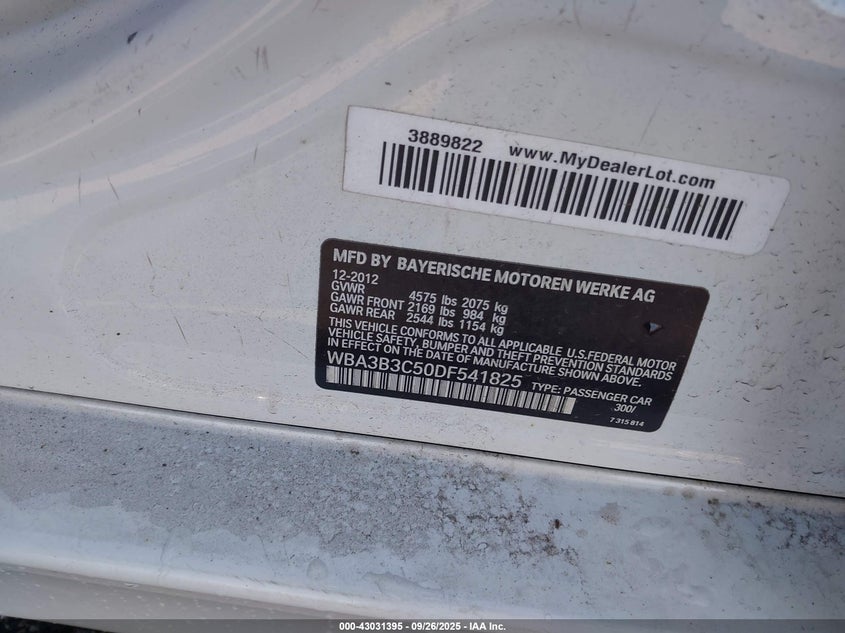 3889822 www.MyDealerLot.com
MFD BY BAYERISCHE MOTOREN WERKE AG
12-2012
GVWR 4575 lbs 2075 kg
GAWR FRONT 2169 lbs 984 kg
GAWR REAR 2544 lbs 1154 kg
THIS VEHICLE CONFORMS TO ALL APPLICABLE U.S.FEDERAL MOTOR
VEHICLE SAFETY, BUMPER AND THEFT PREVENTION STANDARDS
IN EFFECT ON THE DATE OF MANUFACTURE SHOWN ABOVE.
WBA3B3C50DF541825 TYPE: PASSENGER CAR
300/
7 315 814
000-43031395 - 09/26/2025 - IAA Inc.